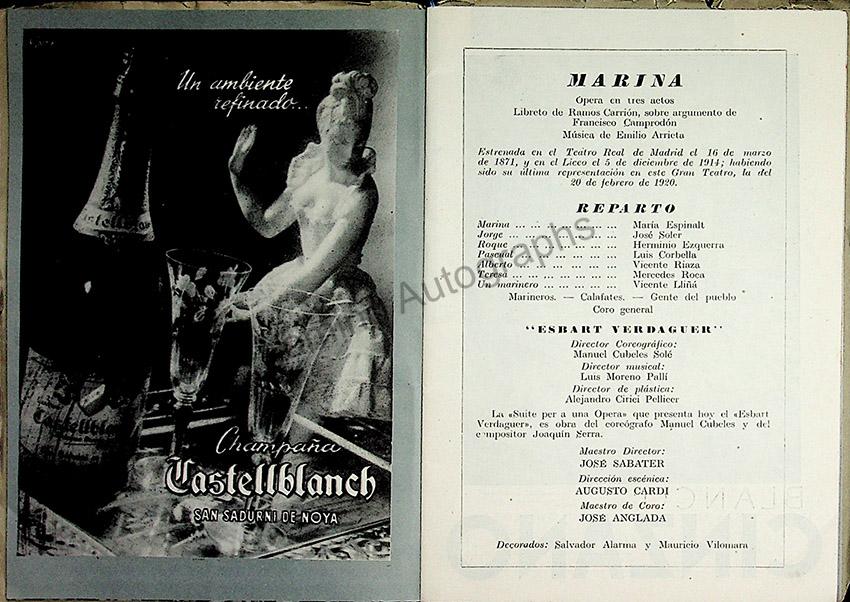 Un ambiente
refinado..
Castellblanch
Champaña
Castellblanch
SAN SADURNI DE NOYA
MARINA
Opera en tres actos
Libreto de Ramos Carrión, sobre argumento de
Francisco Camprodón
Música de Emilio Arrieta
Estrenada en el Teatro Real de Madrid el 16 de marzo
de 1871, y en el Liceo el 5 de diciembre de 1914; habiendo
sido su última representación en este Gran Teatro, la del
20 de febrero de 1920.
REPARTO
Marina ... ... ... ... ... ... ... María Espinalt
Jorge ... ... ... ... ... ... ... José Soler
Roque ... ... ... ... ... ... ... Herminio Ezquerra
Pascual ... ... ... ... ... ... Luis Corbella
Alberto ... ... ... ... ... ... Vicente Riaza
Teresa ... ... ... ... ... ... ... Mercedes Roca
Un marinero ... ... ... ... ... Vicente Lliñá
Marineros. — Calafates. — Gente del pueblo
Coro general
"ESBART VERDAGUER"
Director Coreográfico:
Manuel Cubeles Solé
Director musical:
Luis Moreno Pallí
Director de plástica:
Alejandro Cirici Pellicer
La «Suite per a una Opera» que presenta hoy el «Esbart
Verdaguer», es obra del coreógrafo Manuel Cubeles y del
compositor Joaquín Serra.
Maestro Director:
JOSÉ SABATER
Dirección escénica:
AUGUSTO CARDI
Maestro de Coro:
JOSÉ ANGLADA
Decorados: Salvador Alarma y Mauricio Vilomara
Autographs